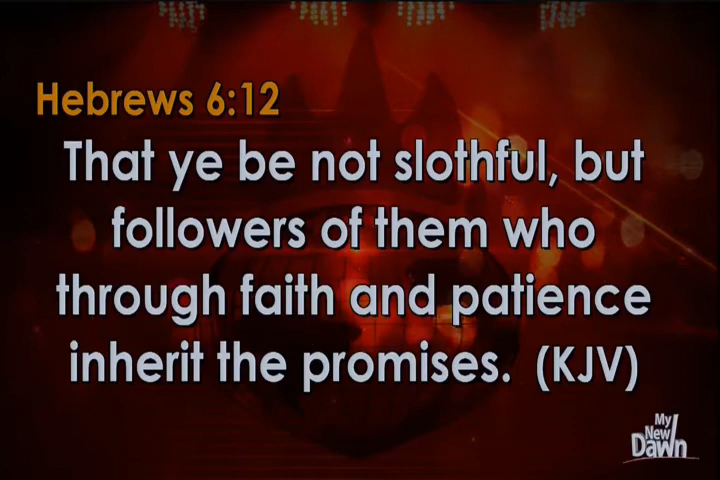 Hebrews 6:12
That ye be not slothful, but
followers of them who
through faith and patience
inherit the promises. (KJV)
My
New
Dawn